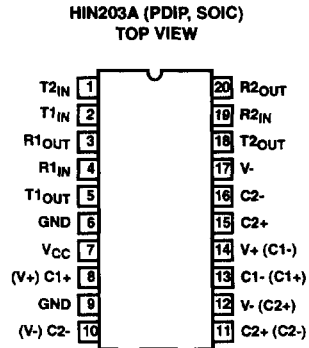 HIN203A (PDIP, SOIC)
TOP VIEW
T2IN 1 20 R2OUT
T1IN 2 19 R2IN
R1OUT 3 18 T2OUT
R1IN 4 17 V-
T1OUT 5 16 C2-
GND 6 15 C2+
VCC 7 14 V+ (C1-)
(V+) C1+ 8 13 C1- (C1+)
GND 9 12 V- (C2+)
(V-) C2- 10 11 C2+ (C2-)